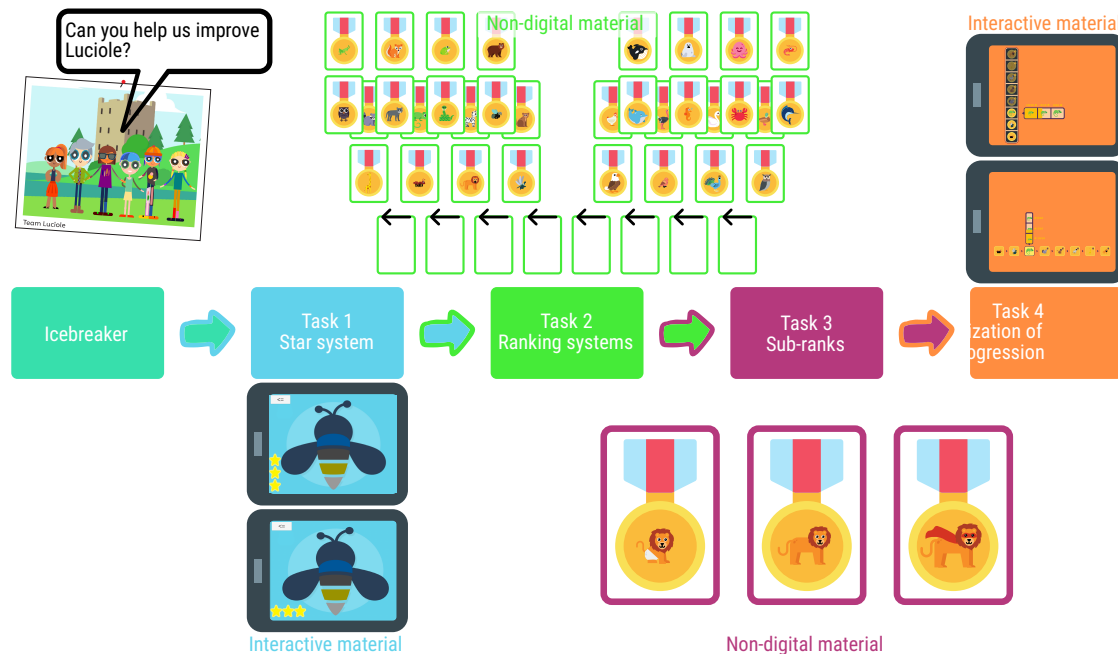 Can you help us improve
Luciole?
Team Luciole
Non-digital material
Interactive materia
Icebreaker
Task 1
Star system
Task 2
Ranking systems
Task 3
Sub-ranks
Task 4
ization of
ogression
Interactive material
Non-digital material